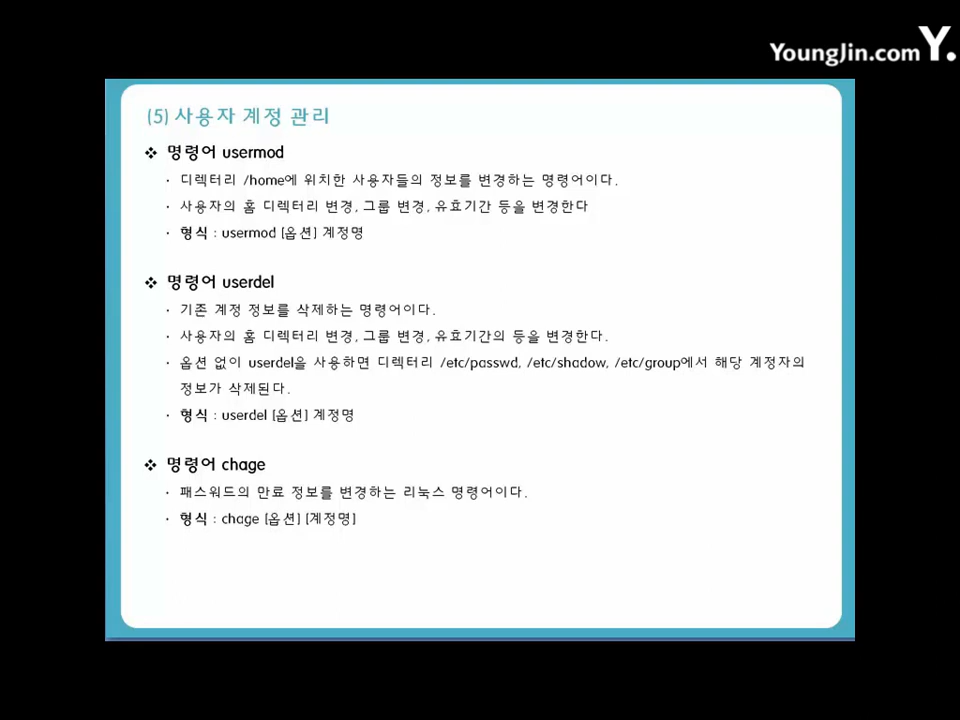 YoungJin.com Y.
(5) 사용자 계정 관리
❖ 명령어 usermod
· 디렉터리 /home에 위치한 사용자들의 정보를 변경하는 명령어이다.
· 사용자의 홈 디렉터리 변경, 그룹 변경, 유효기간 등을 변경한다
· 형식 : usermod [옵션] 계정명
❖ 명령어 userdel
· 기존 계정 정보를 삭제하는 명령어이다.
· 사용자의 홈 디렉터리 변경, 그룹 변경, 유효기간의 등을 변경한다.
· 옵션 없이 userdel을 사용하면 디렉터리 /etc/passwd, /etc/shadow, /etc/group에서 해당 계정자의
정보가 삭제된다.
· 형식 : userdel [옵션] 계정명
❖ 명령어 chage
· 패스워드의 만료 정보를 변경하는 리눅스 명령어이다.
· 형식 : chage [옵션] [계정명]